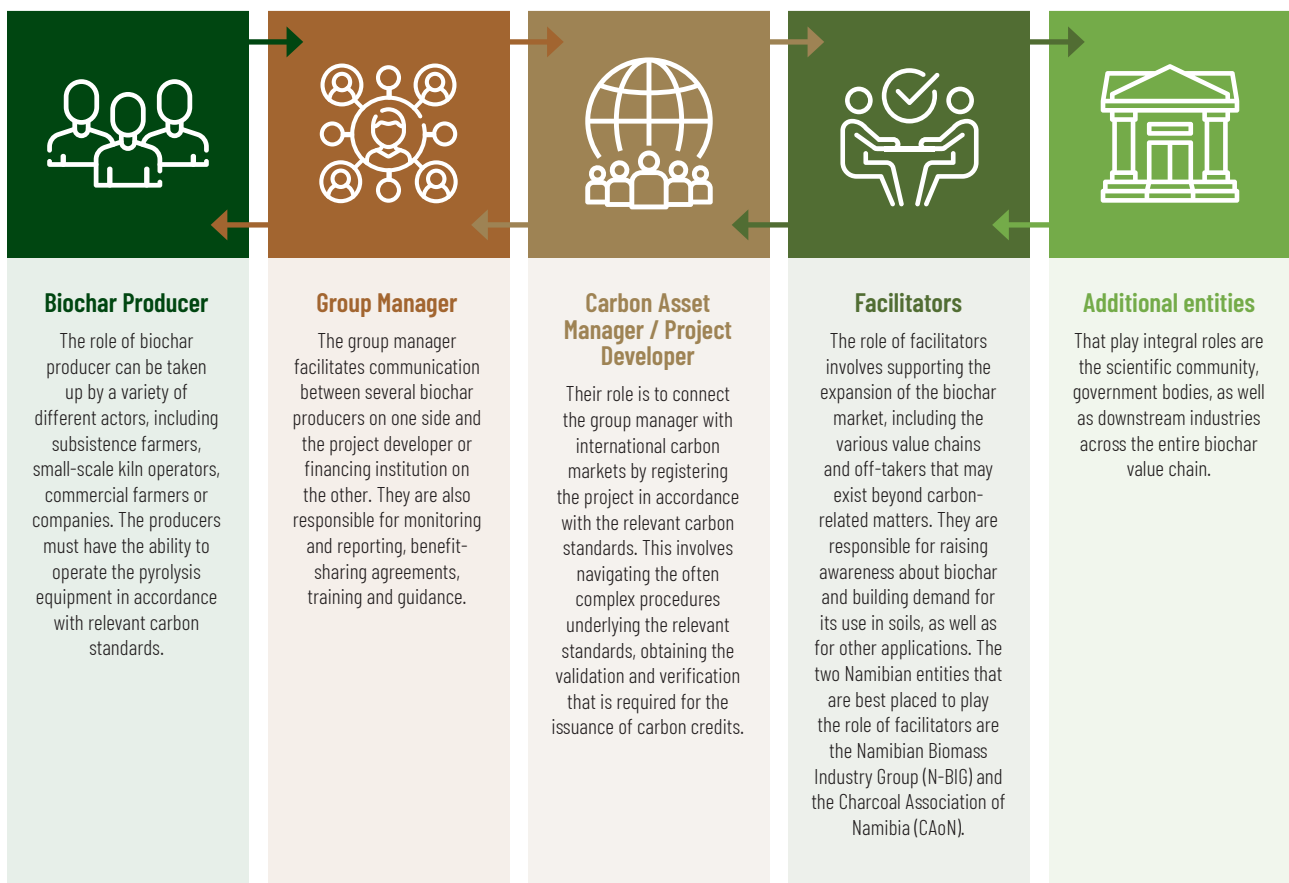 Biochar Producer
The role of biochar
producer can be taken
up by a variety of
different actors, including
subsistence farmers,
small-scale kiln operators,
commercial farmers or
companies. The producers
must have the ability to
operate the pyrolysis
equipment in accordance
with relevant carbon
standards.
Group Manager
The group manager
facilitates communication
between several biochar
producers on one side and
the project developer or
financing institution on
the other. They are also
responsible for monitoring
and reporting, benefit-
sharing agreements,
training and guidance.
Carbon Asset
Manager / Project
Developer
Their role is to connect
the group manager with
international carbon
markets by registering
the project in accordance
with the relevant carbon
standards. This involves
navigating the often
complex procedures
underlying the relevant
standards, obtaining the
validation and verification
that is required for the
issuance of carbon credits.
Facilitators
The role of facilitators
involves supporting the
expansion of the biochar
market, including the
various value chains
and off-takers that may
exist beyond carbon-
related matters. They are
responsible for raising
awareness about biochar
and building demand for
its use in soils, as well as
for other applications. The
two Namibian entities that
are best placed to play
the role of facilitators are
the Namibian Biomass
Industry Group (N-BIG) and
the Charcoal Association of
Namibia (CAoN).
Additional entities
That play integral roles are
the scientific community,
government bodies, as well
as downstream industries
across the entire biochar
value chain.